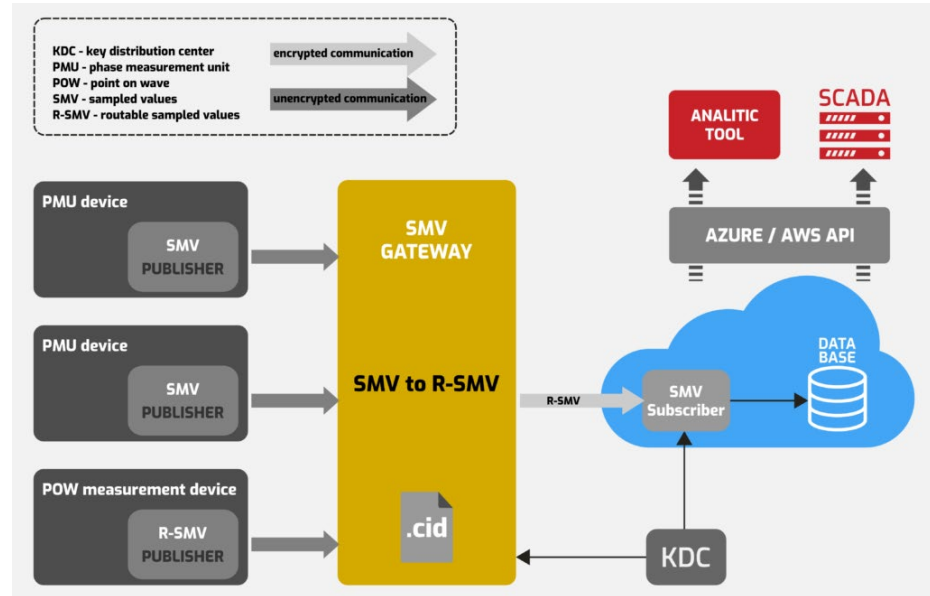 KDC - key distribution center
PMU - phase measurement unit
POW - point on wave
SMV - sampled values
R-SMV - routable sampled values
encrypted communication
unencrypted communication
ANALITIC
TOOL
SCADA
AZURE / AWS API
PMU device
SMV
PUBLISHER
PMU device
SMV
PUBLISHER
POW measurement device
R-SMV
PUBLISHER
SMV
GATEWAY
SMV to R-SMV
.cid
R-SMV
SMV
Subscriber
DATA
BASE
KDC